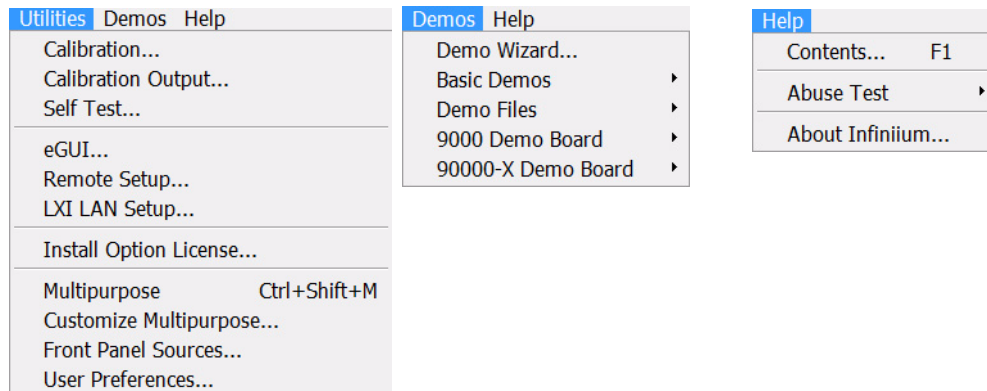 Utilities Demos Help
Calibration...
Calibration Output...
Self Test...
eGUI...
Remote Setup...
LXI LAN Setup...
Install Option License...
Multipurpose Ctrl+Shift+M
Customize Multipurpose...
Front Panel Sources...
User Preferences...
Demos Help
Demo Wizard...
Basic Demos
Demo Files
9000 Demo Board
90000-X Demo Board
Help
Contents... F1
Abuse Test
About Infiniium...